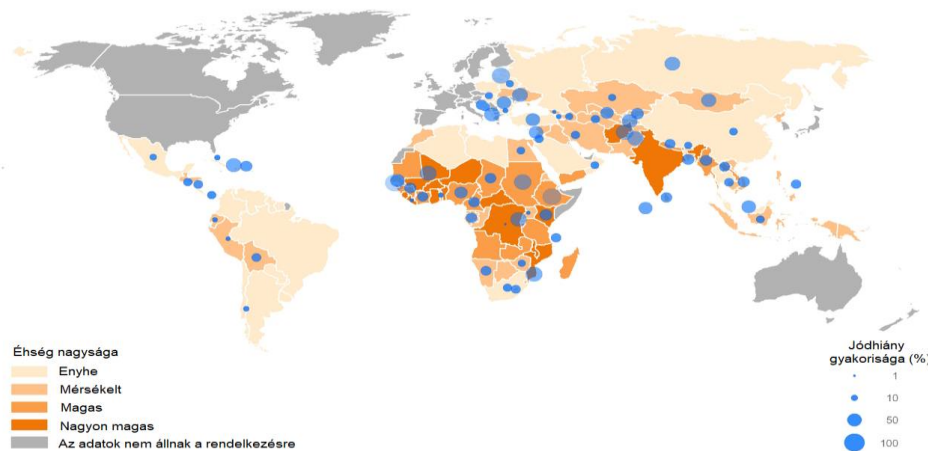 Éhség nagysága
Enyhe
Mérsékelt
Magas
Nagyon magas
Az adatok nem állnak a rendelkezésre
Jódhiány
gyakorisága (%)
1
10
50
100